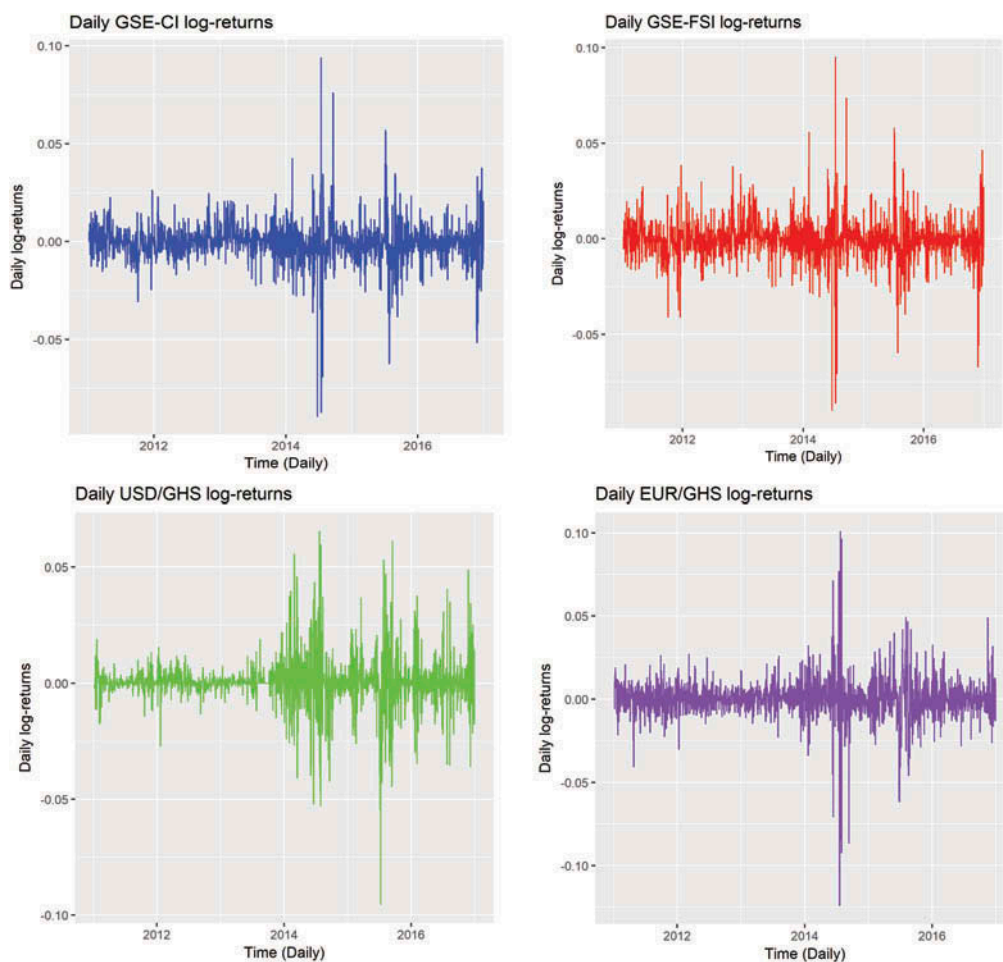 Daily GSE-CI log-returns
0.10
0.05
0.00
-0.05
Daily log-returns
2012 2014 2016
Time (Daily)
Daily GSE-FSI log-returns
0.10
0.05
0.00
-0.05
Daily log-returns
2012 2014 2016
Time (Daily)
Daily USD/GHS log-returns
0.05
0.00
-0.05
-0.10
Daily log-returns
2012 2014 2016
Time (Daily)
Daily EUR/GHS log-returns
0.10
0.05
0.00
-0.05
-0.10
Daily log-returns
2012 2014 2016
Time (Daily)